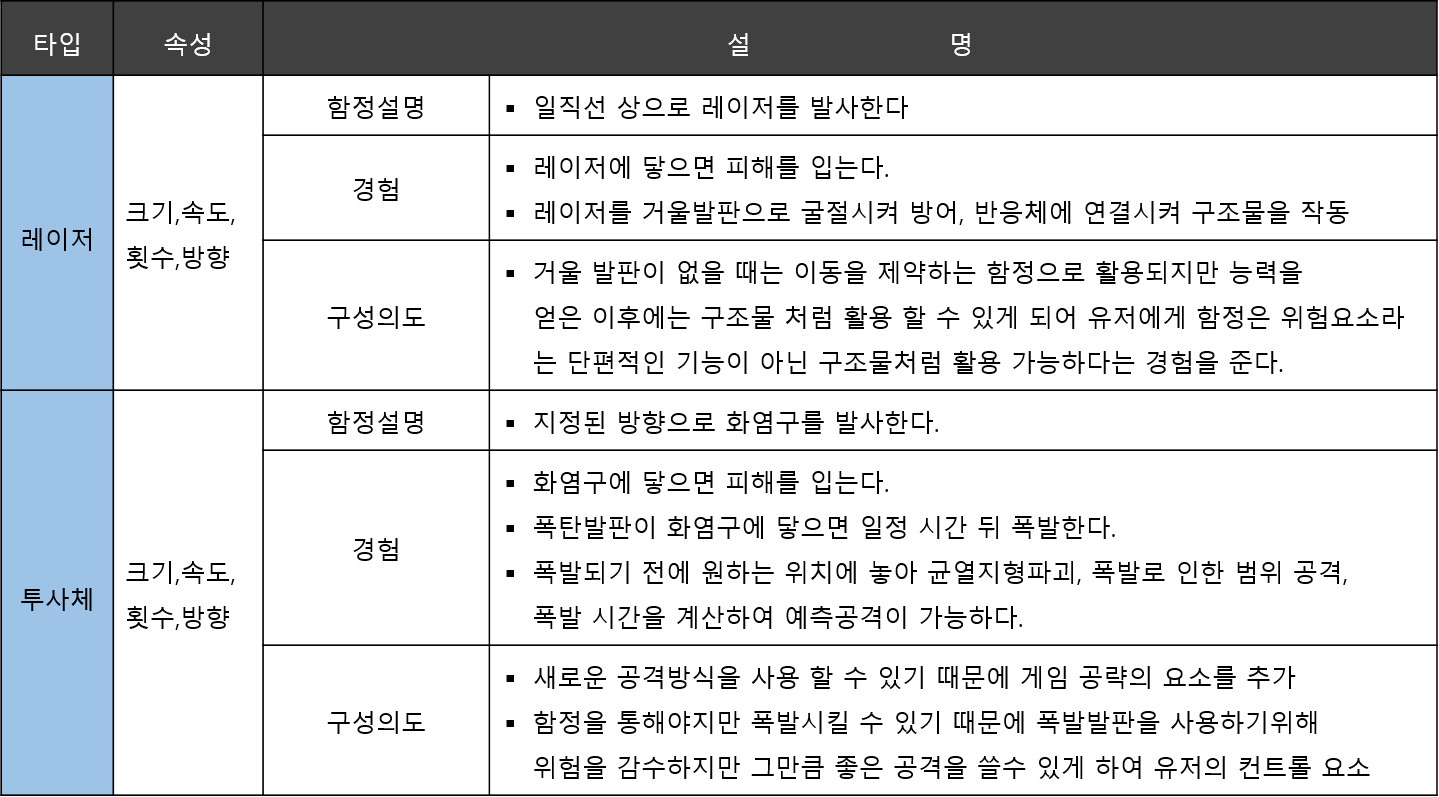 타입 속성 설 명
레이저
크기,속도,
횟수,방향
함정설명
▪ 일직선 상으로 레이저를 발사한다
경험
▪ 레이저에 닿으면 피해를 입는다.
▪ 레이저를 거울발판으로 굴절시켜 방어, 반응체에 연결시켜 구조물을 작동
구성의도
▪ 거울 발판이 없을 때는 이동을 제약하는 함정으로 활용되지만 능력을
얻은 이후에는 구조물 처럼 활용 할 수 있게 되어 유저에게 함정은 위험요소라
는 단편적인 기능이 아닌 구조물처럼 활용 가능하다는 경험을 준다.
투사체
크기,속도,
횟수,방향
함정설명
▪ 지정된 방향으로 화염구를 발사한다.
경험
▪ 화염구에 닿으면 피해를 입는다.
▪ 폭탄발판이 화염구에 닿으면 일정 시간 뒤 폭발한다.
▪ 폭발되기 전에 원하는 위치에 놓아 균열지형파괴, 폭발로 인한 범위 공격,
폭발 시간을 계산하여 예측공격이 가능하다.
구성의도
▪ 새로운 공격방식을 사용 할 수 있기 때문에 게임 공략의 요소를 추가
▪ 함정을 통해야지만 폭발시킬 수 있기 때문에 폭발발판을 사용하기위해
위험을 감수하지만 그만큼 좋은 공격을 쓸수 있게 하여 유저의 컨트롤 요소